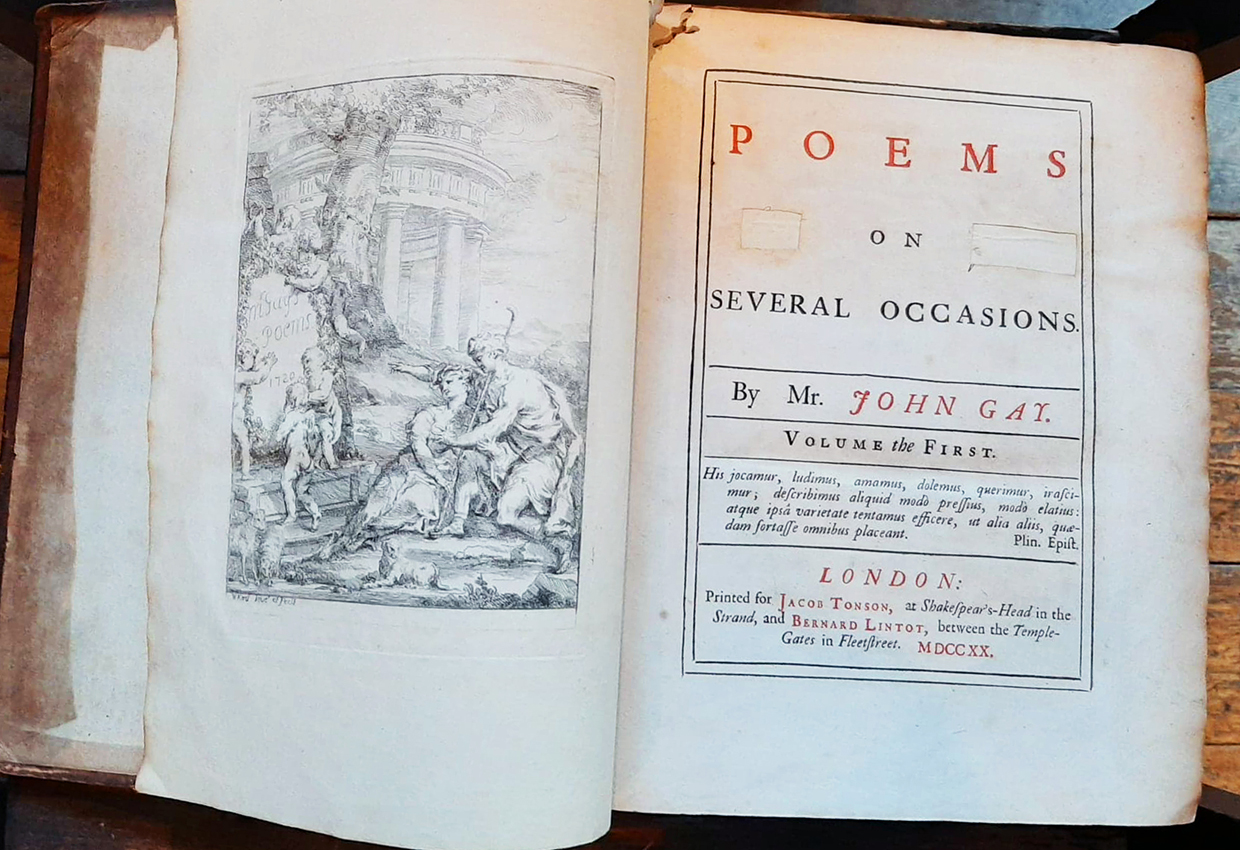 Mr Gay's
Poems
1720
POEMS
ON
SEVERAL OCCASIONS.
By Mr. JOHN GAY.
VOLUME the FIRST.
His jocamur, ludimus, amamus, dolemus, querimur, iraſci-
mur; deſcribimus aliquid modò preſſius, modò elatius:
atque ipsâ varietate tentamus efficere, ut alia aliis, quæ-
dam fortaſſe omnibus placeant.
Plin. Epiſt.
LONDON:
Printed for JACOB TONSON, at Shakeſpear's-Head in the
Strand, and BERNARD LINTOT, between the Temple-
Gates in Fleetſtreet. MDCCXX.